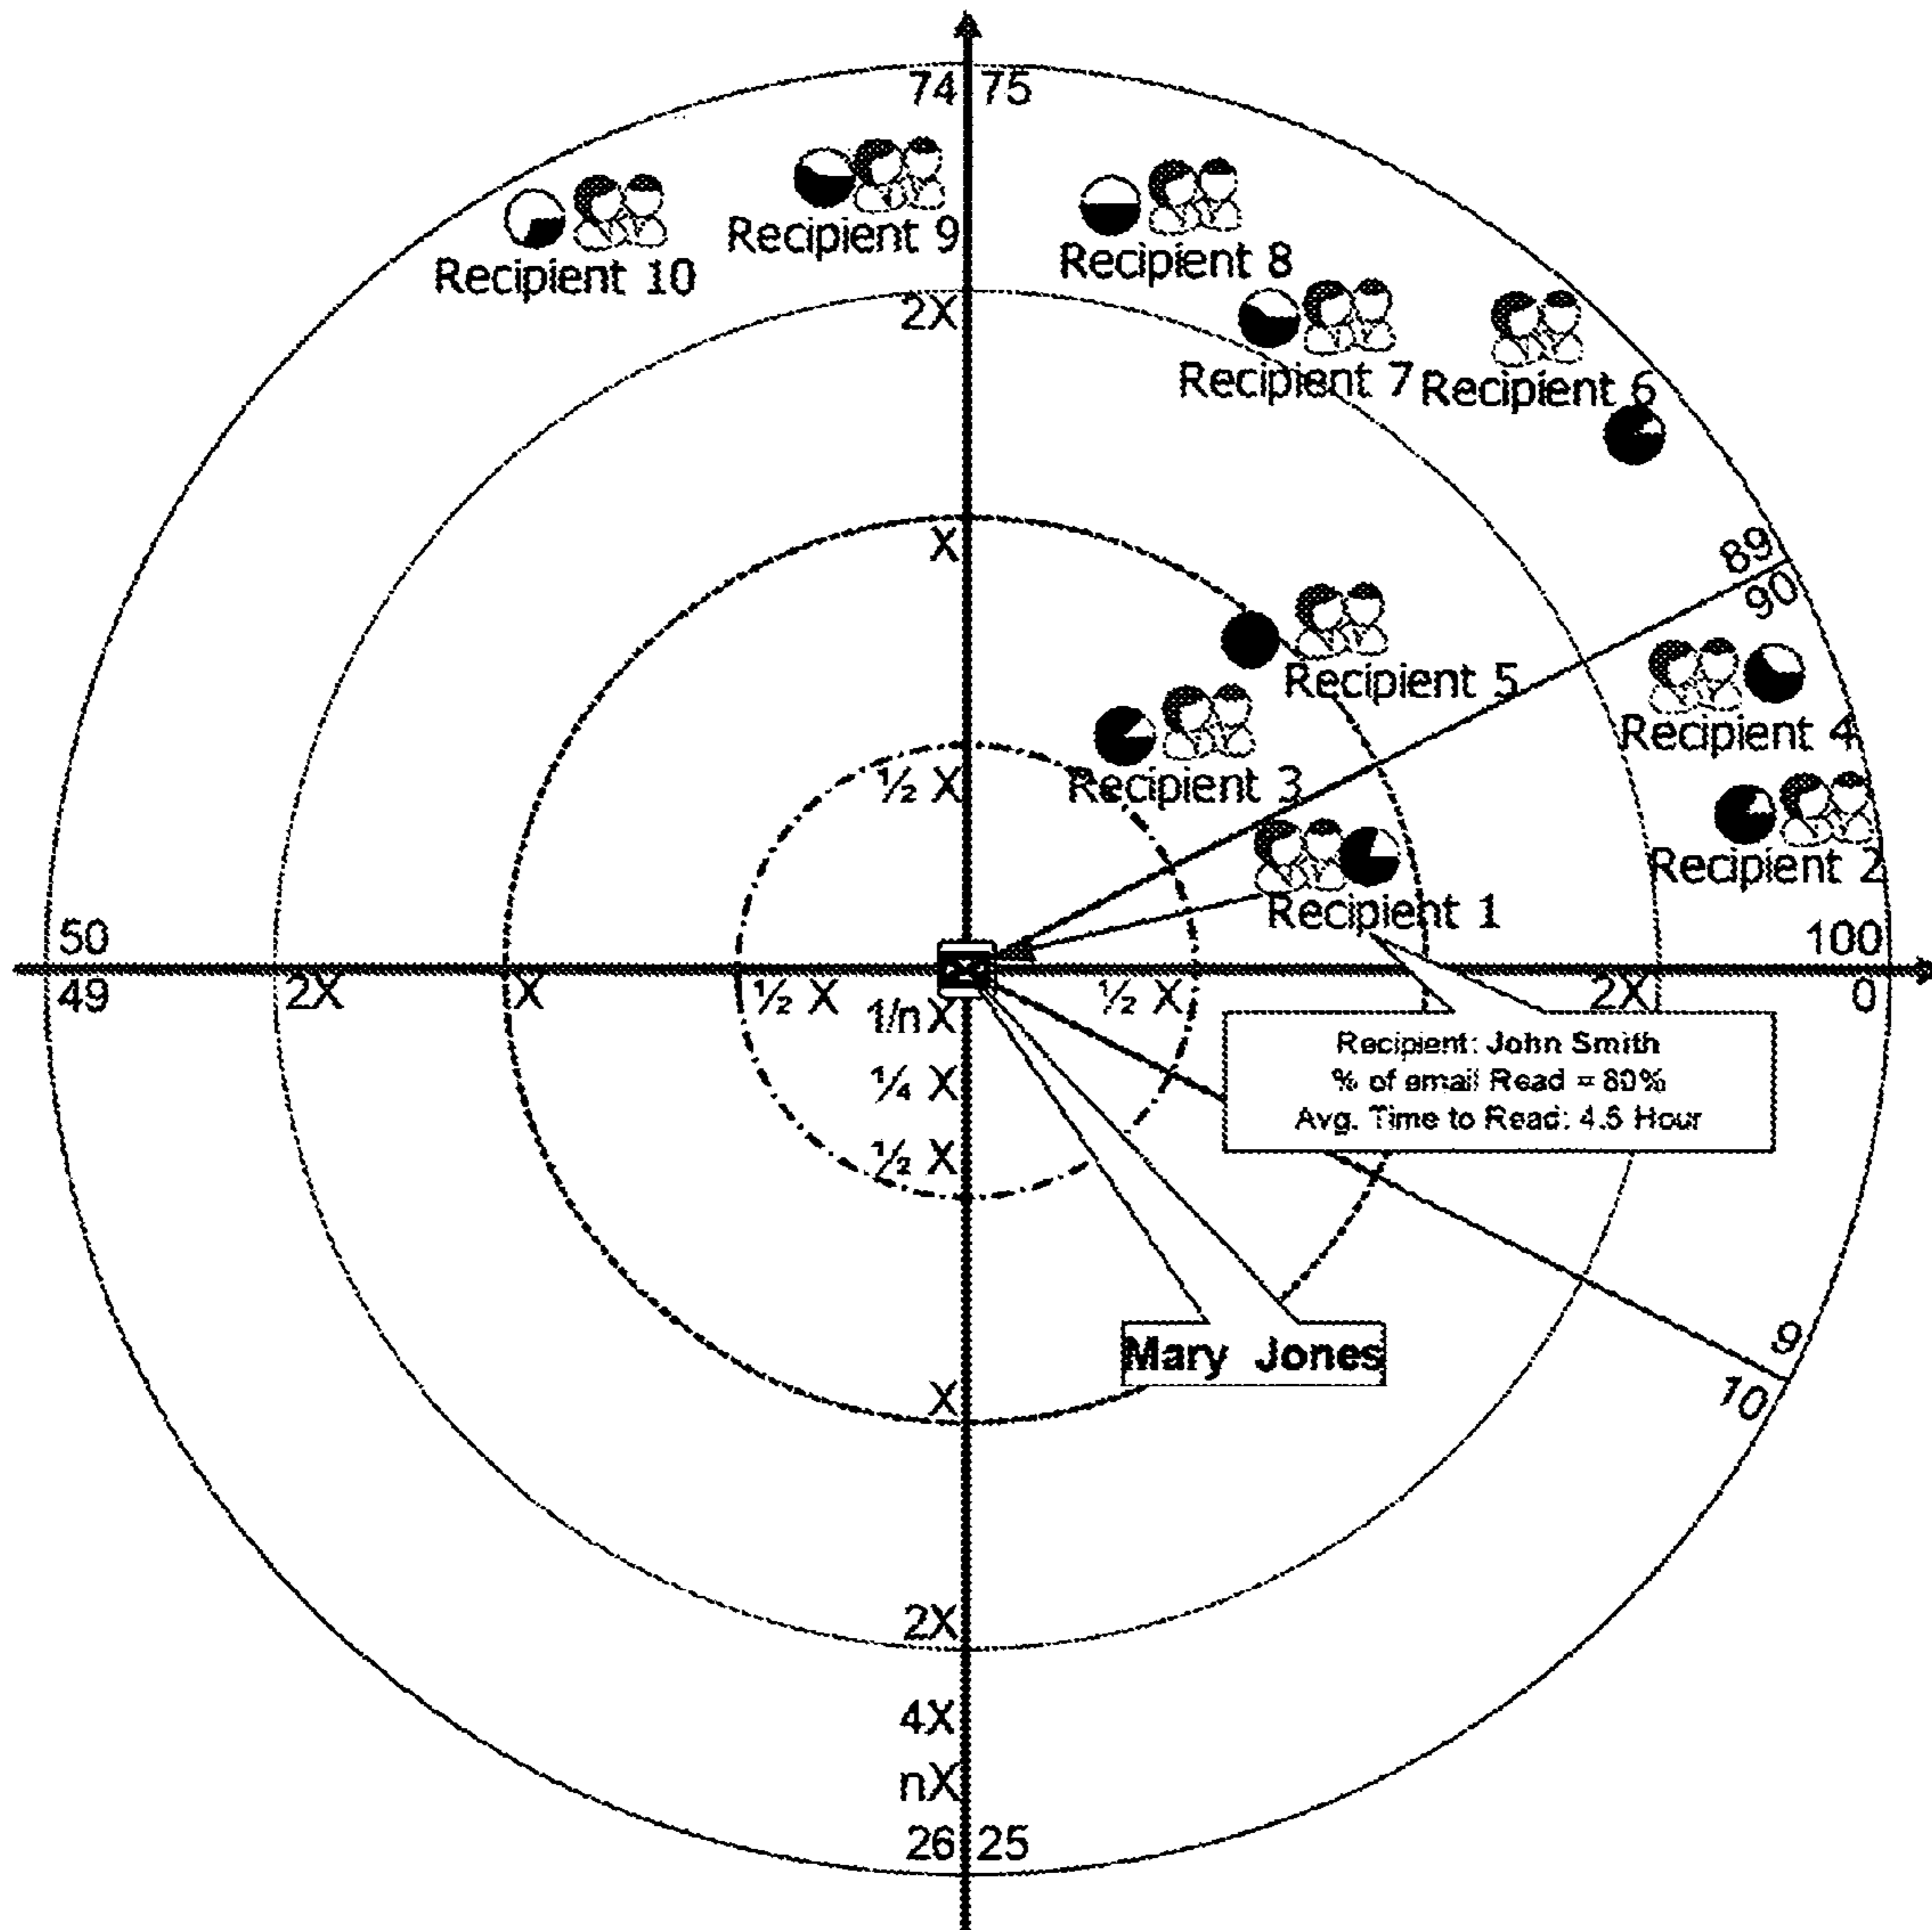 74 75
Recipient 9
Recipient 8
Recipient 10
2X
Recipient 7
Recipient 6
X
89
90
Recipient 5
Recipient 4
½ X
Recipient 3
Recipient 2
Recipient 1
50
100
49
2X
X
½ X
½ X
2X
0
1/nX
Recipient: John Smith
¼ X
% of email Read = 80%
Avg. Time to Read: 4.5 Hour
½ X
9
Mary Jones
10
X
2X
4X
nX
26 25